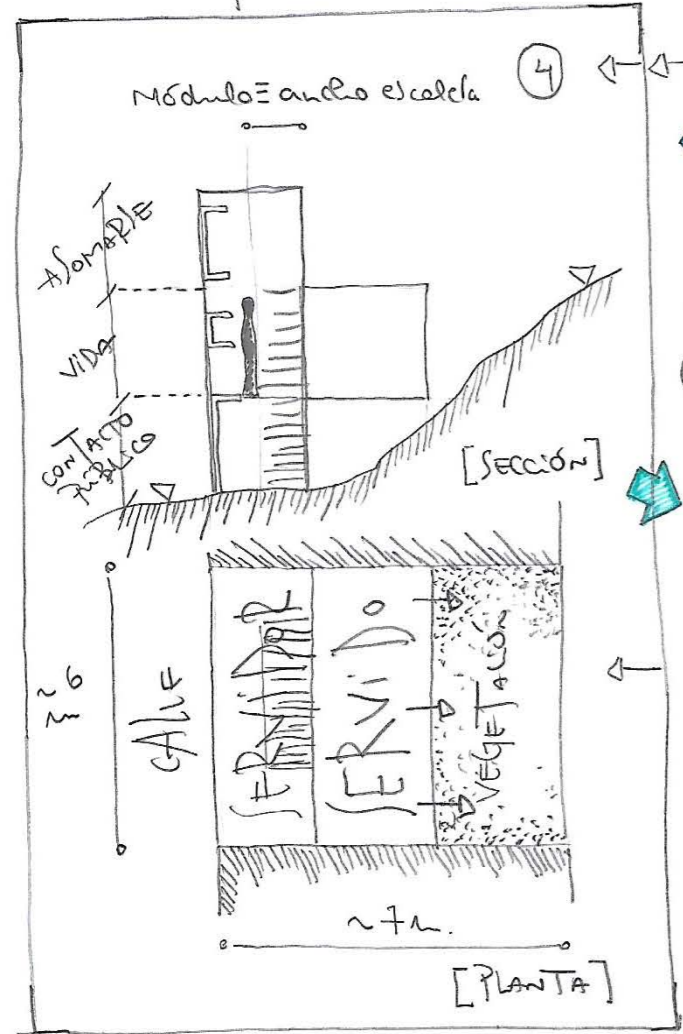 Módulo ≡ ancho escalera
4
ASOMARSE
VIDA
CONTACTO
PÚBLICO
[SECCIÓN]
~ 6 m
CALLE
SERVIDOR
SERVIDO
VEGETACIÓN
~ 7 m.
[PLANTA]